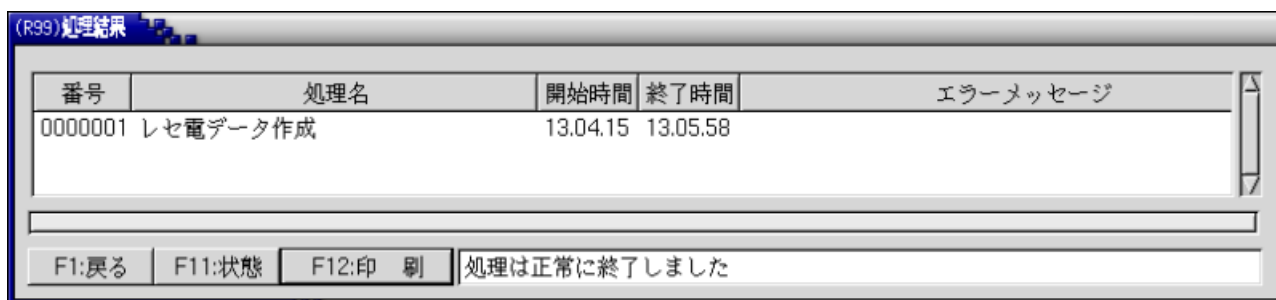 (R99)処理結果
番号 処理名 開始時間 終了時間 エラーメッセージ
0000001 レセ電データ作成 13.04.15 13.05.58
F1:戻る F11:状態 F12:印 刷 処理は正常に終了しました